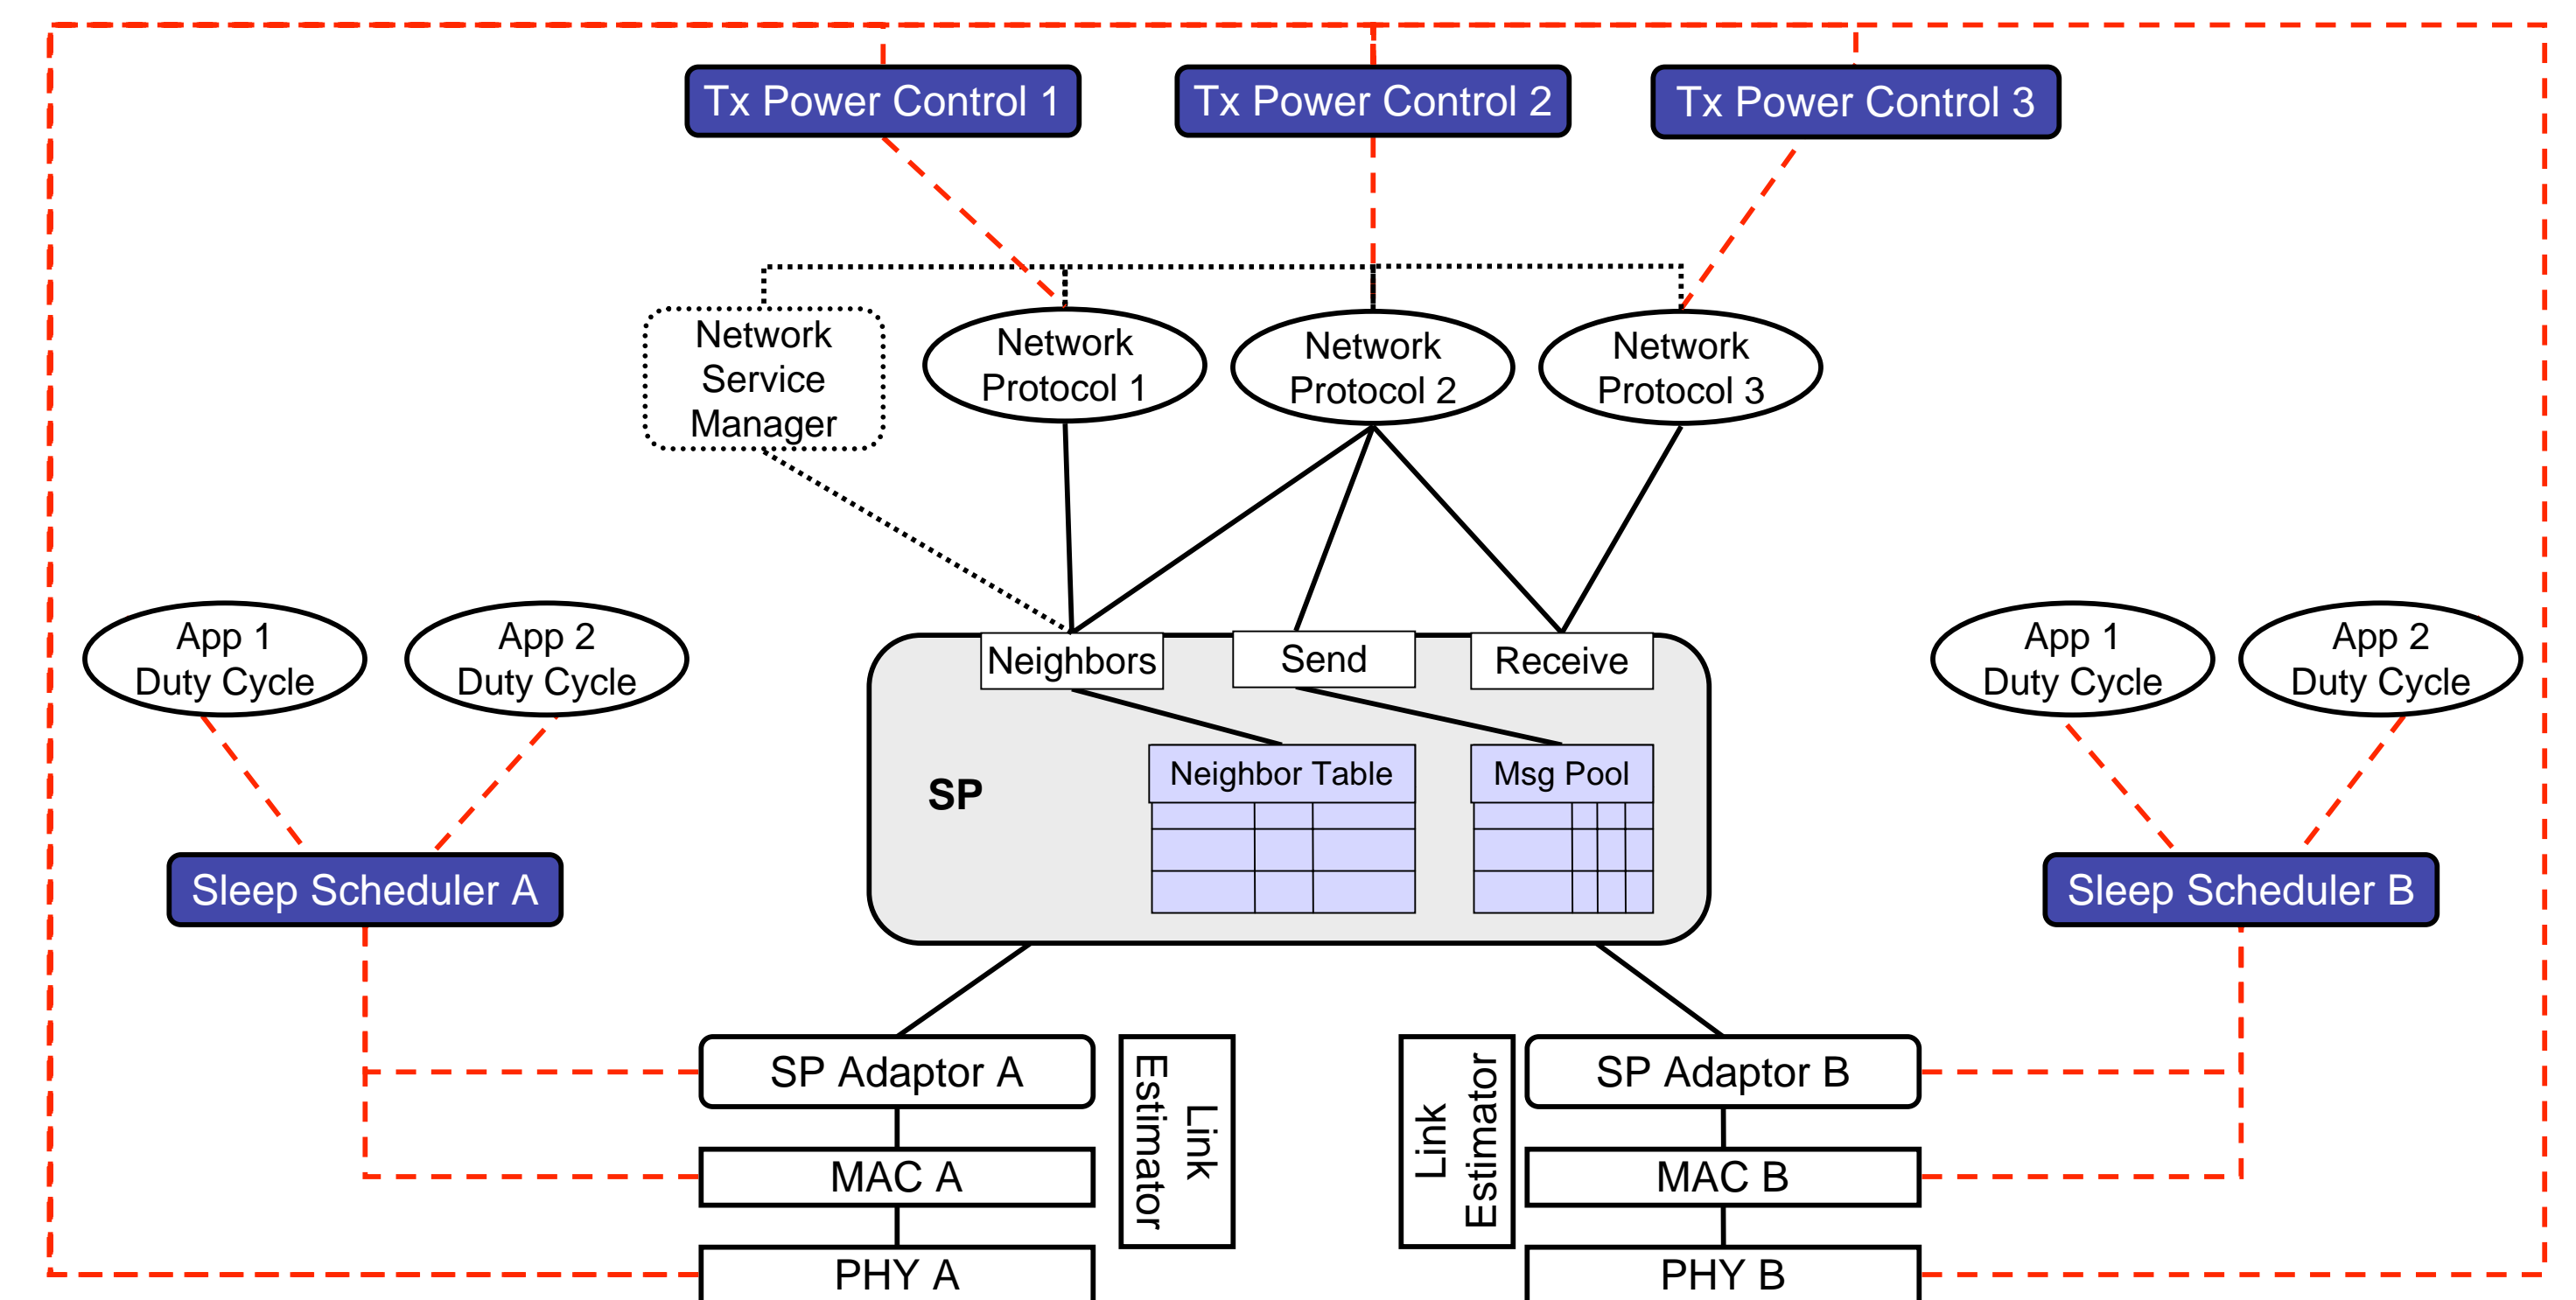 Tx Power Control 1
Tx Power Control 2
Tx Power Control 3
Network
Service
Manager
Network
Protocol 1
Network
Protocol 2
Network
Protocol 3
App 1
Duty Cycle
App 2
Duty Cycle
Neighbors
Send
Receive
App 1
Duty Cycle
App 2
Duty Cycle
SP
Neighbor Table
Msg Pool
Sleep Scheduler A
Sleep Scheduler B
SP Adaptor A
Link
Estimator
Link
Estimator
SP Adaptor B
MAC A
MAC B
PHY A
PHY B